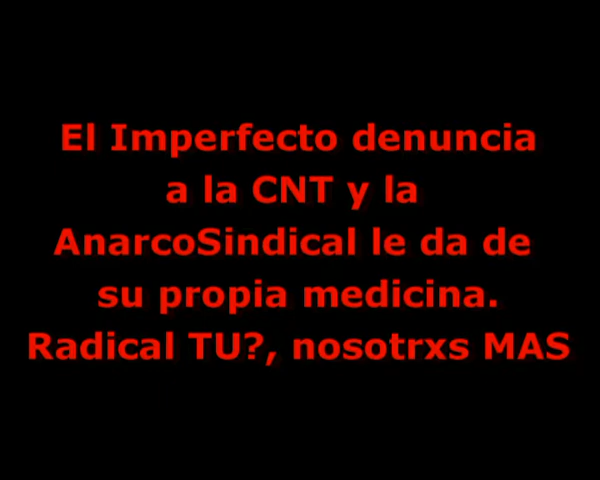 El Imperfecto denuncia
a la CNT y la
AnarcoSindical le da de
su propia medicina.
Radical TU?, nosotrxs MAS